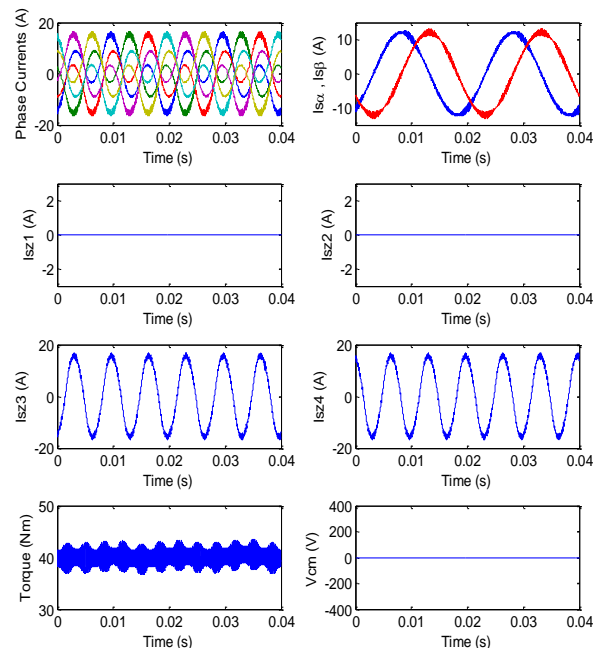 Phase Currents (A)
20
0
-20
0 0.01 0.02 0.03 0.04
Time (s)
Isα , Isβ (A)
10
0
-10
0 0.01 0.02 0.03 0.04
Time (s)
Isz1 (A)
2
0
-2
0 0.01 0.02 0.03 0.04
Time (s)
Isz2 (A)
2
0
-2
0 0.01 0.02 0.03 0.04
Time (s)
Isz3 (A)
20
0
-20
0 0.01 0.02 0.03 0.04
Time (s)
Isz4 (A)
20
0
-20
0 0.01 0.02 0.03 0.04
Time (s)
Torque (Nm)
50
40
30
0 0.01 0.02 0.03 0.04
Time (s)
Vcm (V)
400
200
0
-200
-400
0 0.01 0.02 0.03 0.04
Time (s)